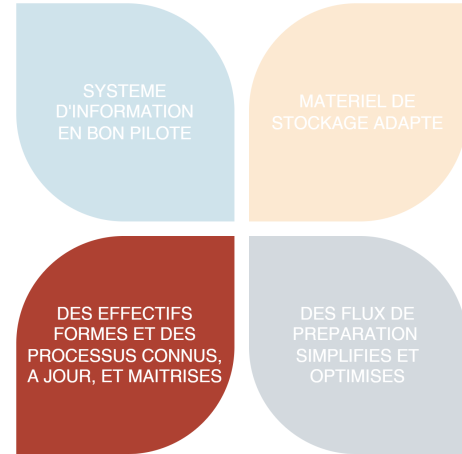 SYSTEME
D'INFORMATION
EN BON PILOTE
MATERIEL DE
STOCKAGE ADAPTE
DES EFFECTIFS
FORMES ET DES
PROCESSUS CONNUS,
A JOUR, ET MAITRISES
DES FLUX DE
PREPARATION
SIMPLIFIES ET
OPTIMISES